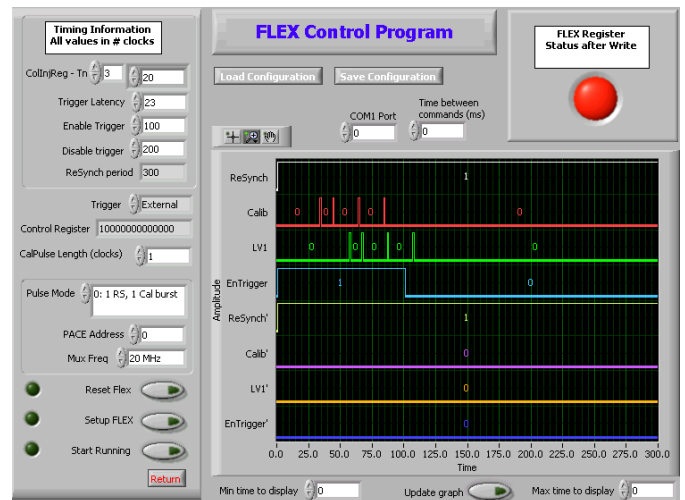 Timing Information
All values in # clocks
ColInjReg - Tn 3 20
Trigger Latency 23
Enable Trigger 100
Disable trigger 200
ReSynch period 300
Trigger External
Control Register 10000000000000
CalPulse Length (clocks) 1
Pulse Mode 0: 1 RS, 1 Cal burst
PACE Address 0
Mux Freq 20 MHz
Reset Flex
Setup FLEX
Start Running
Return
FLEX Control Program
Load Configuration Save Configuration
COM1 Port
0
Time between
commands (ms)
0
FLEX Register
Status after Write
Amplitude
ReSynch 1
Calib 0 0 0 0 0
LV1 0 0 0 0 0
EnTrigger 1 0
ReSynch' 1
Calib' 0
LV1' 0
EnTrigger' 0
0.0 25.0 50.0 75.0 100.0 125.0 150.0 175.0 200.0 225.0 250.0 275.0 300.0
Time
Min time to display 0 Update graph Max time to display 0